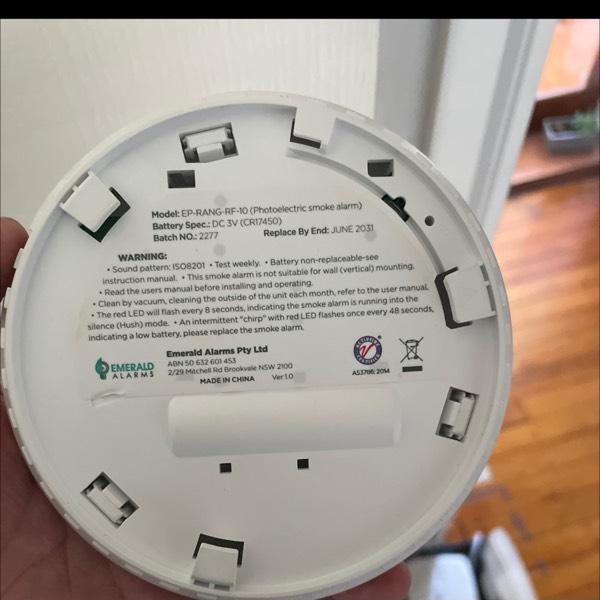 Model: EP-RANG-RF-10 (Photoelectric smoke alarm)
Battery Spec.: DC 3V (CR17450)
Batch NO.: 2277 Replace By End: JUNE 2031
WARNING:
• Sound pattern: ISO8201 • Test weekly. • Battery non-replaceable-see
instruction manual. • This smoke alarm is not suitable for wall (vertical) mounting.
• Read the users manual before installing and operating.
• Clean by vacuum, cleaning the outside of the unit each month, refer to the user manual.
• The red LED will flash every 8 seconds, indicating the smoke alarm is running into the
silence (Hush) mode. • An intermittent "chirp" with red LED flashes once every 48 seconds,
indicating a low battery, please replace the smoke alarm.
EMERALD
ALARMS
Emerald Alarms Pty Ltd
ABN 50 632 601 453
2/29 Mitchell Rd Brookvale NSW 2100
MADE IN CHINA Ver1.0
AS3786: 2014